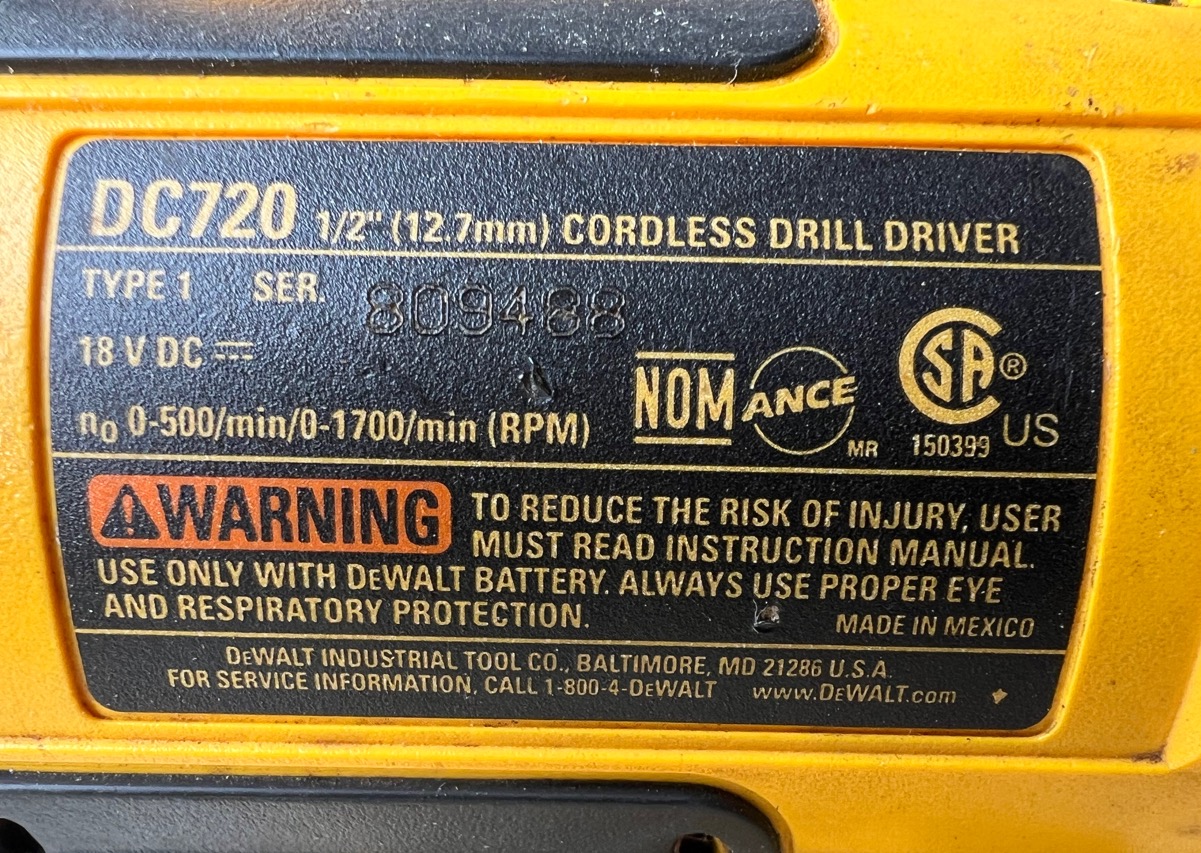 DC720 1/2" (12.7mm) CORDLESS DRILL DRIVER
TYPE 1 SER. 809488
18 V DC ⎓
n₀ 0-500/min/0-1700/min (RPM)
NOM ANCE MR
CSA ® US
150399
⚠WARNING TO REDUCE THE RISK OF INJURY, USER
MUST READ INSTRUCTION MANUAL.
USE ONLY WITH DEWALT BATTERY. ALWAYS USE PROPER EYE
AND RESPIRATORY PROTECTION.
MADE IN MEXICO
DEWALT INDUSTRIAL TOOL CO., BALTIMORE, MD 21286 U.S.A.
FOR SERVICE INFORMATION, CALL 1-800-4-DEWALT www.DEWALT.com